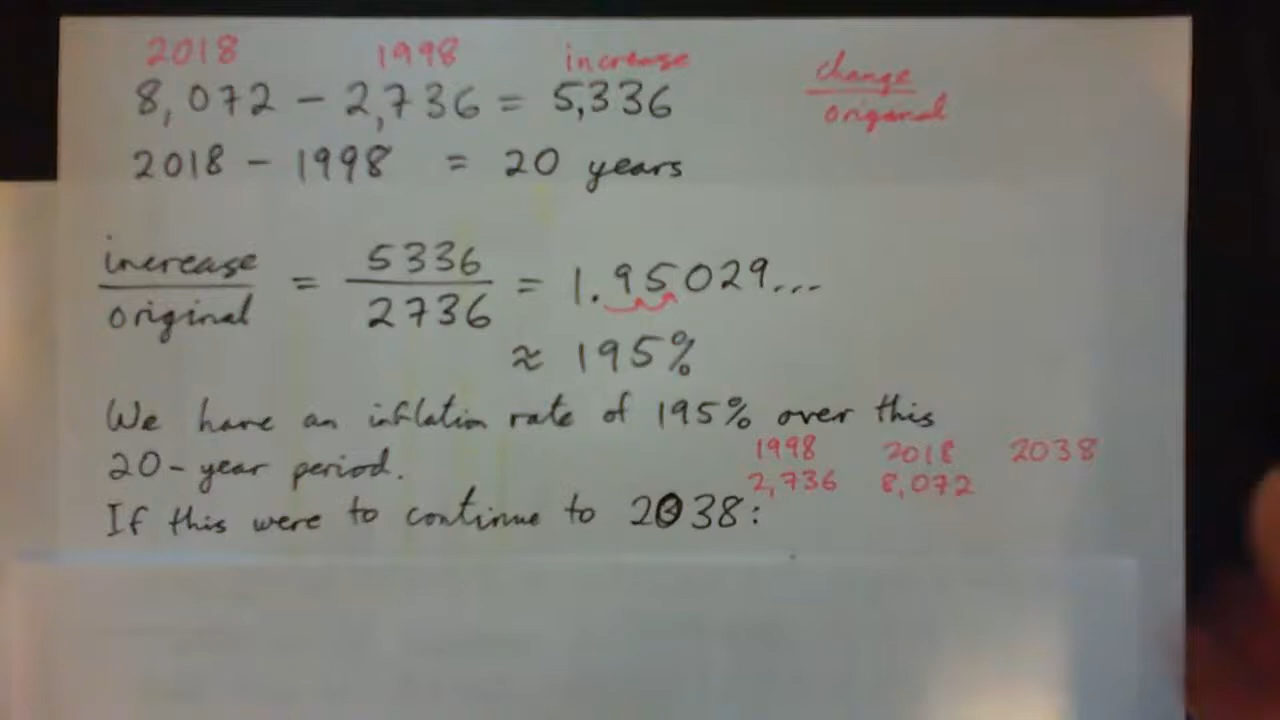 2018 1998 increase
8,072 - 2,736 = 5,336
change
original
2018 - 1998 = 20 years
increase
original
= 5336
2736
= 1.95029...
≈ 195%
We have an inflation rate of 195% over this
20-year period.
1998 2018 2038
2,736 8,072
If this were to continue to 2038: